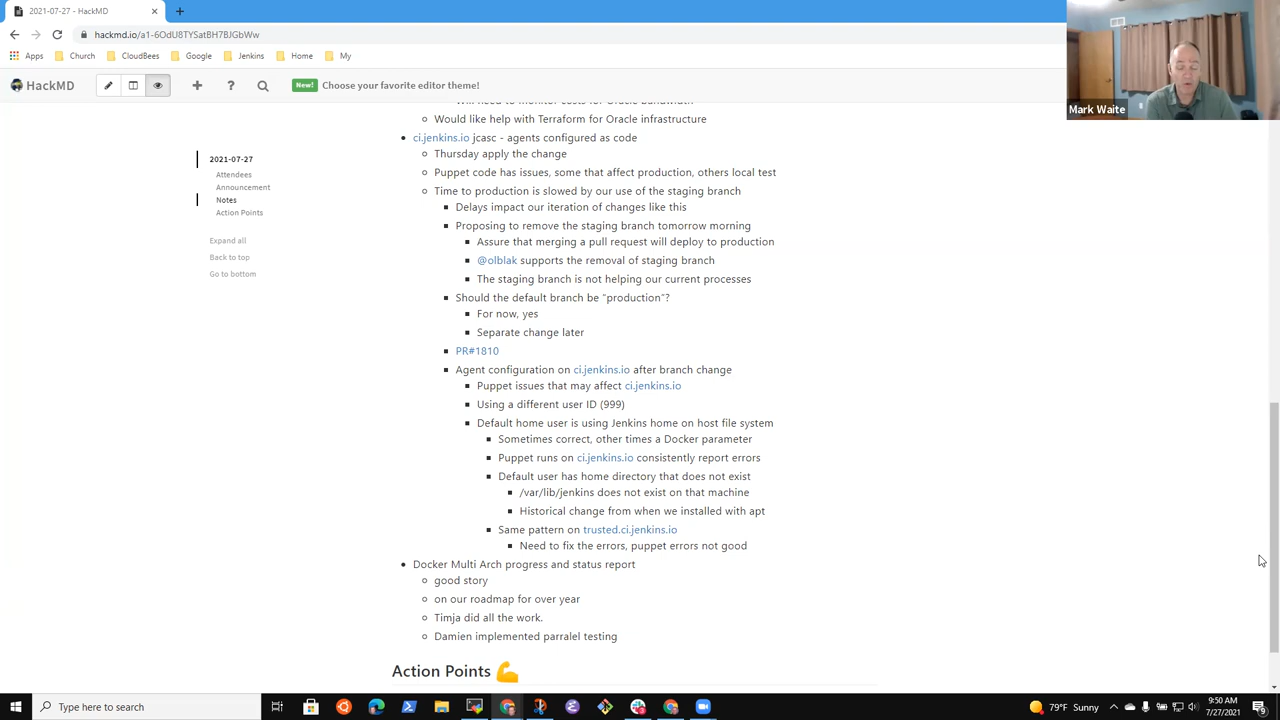 2021-07-27 - HackMD
hackmd.io/a1-6OdU8TYSatBH7BJGbWw
Apps Church CloudBees Google Jenkins Home My
HackMD
New! Choose your favorite editor theme!
Mark Waite
2021-07-27
Attendees
Announcement
Notes
Action Points
Expand all
Back to top
Go to bottom
Will need to monitor costs for Oracle bandwidth
Would like help with Terraform for Oracle infrastructure
ci.jenkins.io jcasc - agents configured as code
Thursday apply the change
Puppet code has issues, some that affect production, others local test
Time to production is slowed by our use of the staging branch
Delays impact our iteration of changes like this
Proposing to remove the staging branch tomorrow morning
Assure that merging a pull request will deploy to production
@olblak supports the removal of staging branch
The staging branch is not helping our current processes
Should the default branch be "production"?
For now, yes
Separate change later
PR#1810
Agent configuration on ci.jenkins.io after branch change
Puppet issues that may affect ci.jenkins.io
Using a different user ID (999)
Default home user is using Jenkins home on host file system
Sometimes correct, other times a Docker parameter
Puppet runs on ci.jenkins.io consistently report errors
Default user has home directory that does not exist
/var/lib/jenkins does not exist on that machine
Historical change from when we installed with apt
Same pattern on trusted.ci.jenkins.io
Need to fix the errors, puppet errors not good
Docker Multi Arch progress and status report
good story
on our roadmap for over year
Timja did all the work.
Damien implemented parralel testing
Action Points
Type here to search
79°F Sunny
9:50 AM
7/27/2021